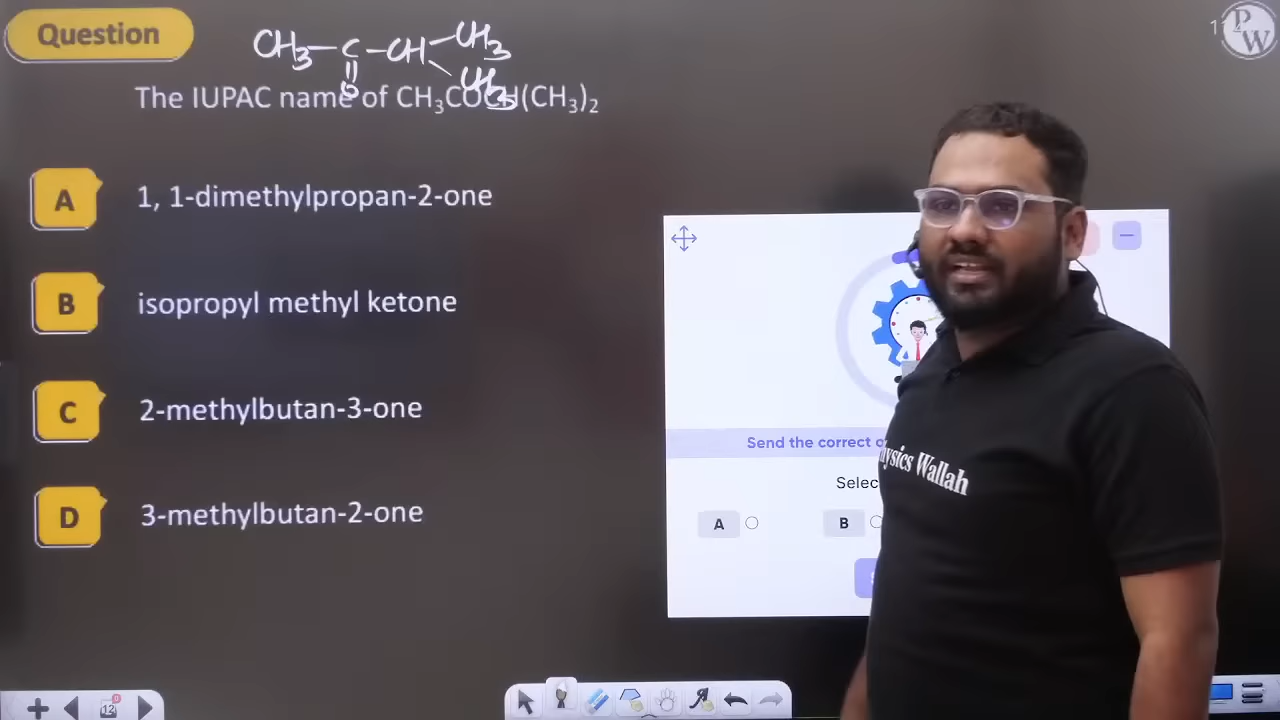 Question
CH3-C-CH-CH3
|| CH3
O
The IUPAC name of CH₃COCH(CH₃)₂
A 1, 1-dimethylpropan-2-one
B isopropyl methyl ketone
C 2-methylbutan-3-one
D 3-methylbutan-2-one
Send the correct
Selec
A B
ysics Wallah
P
W
12